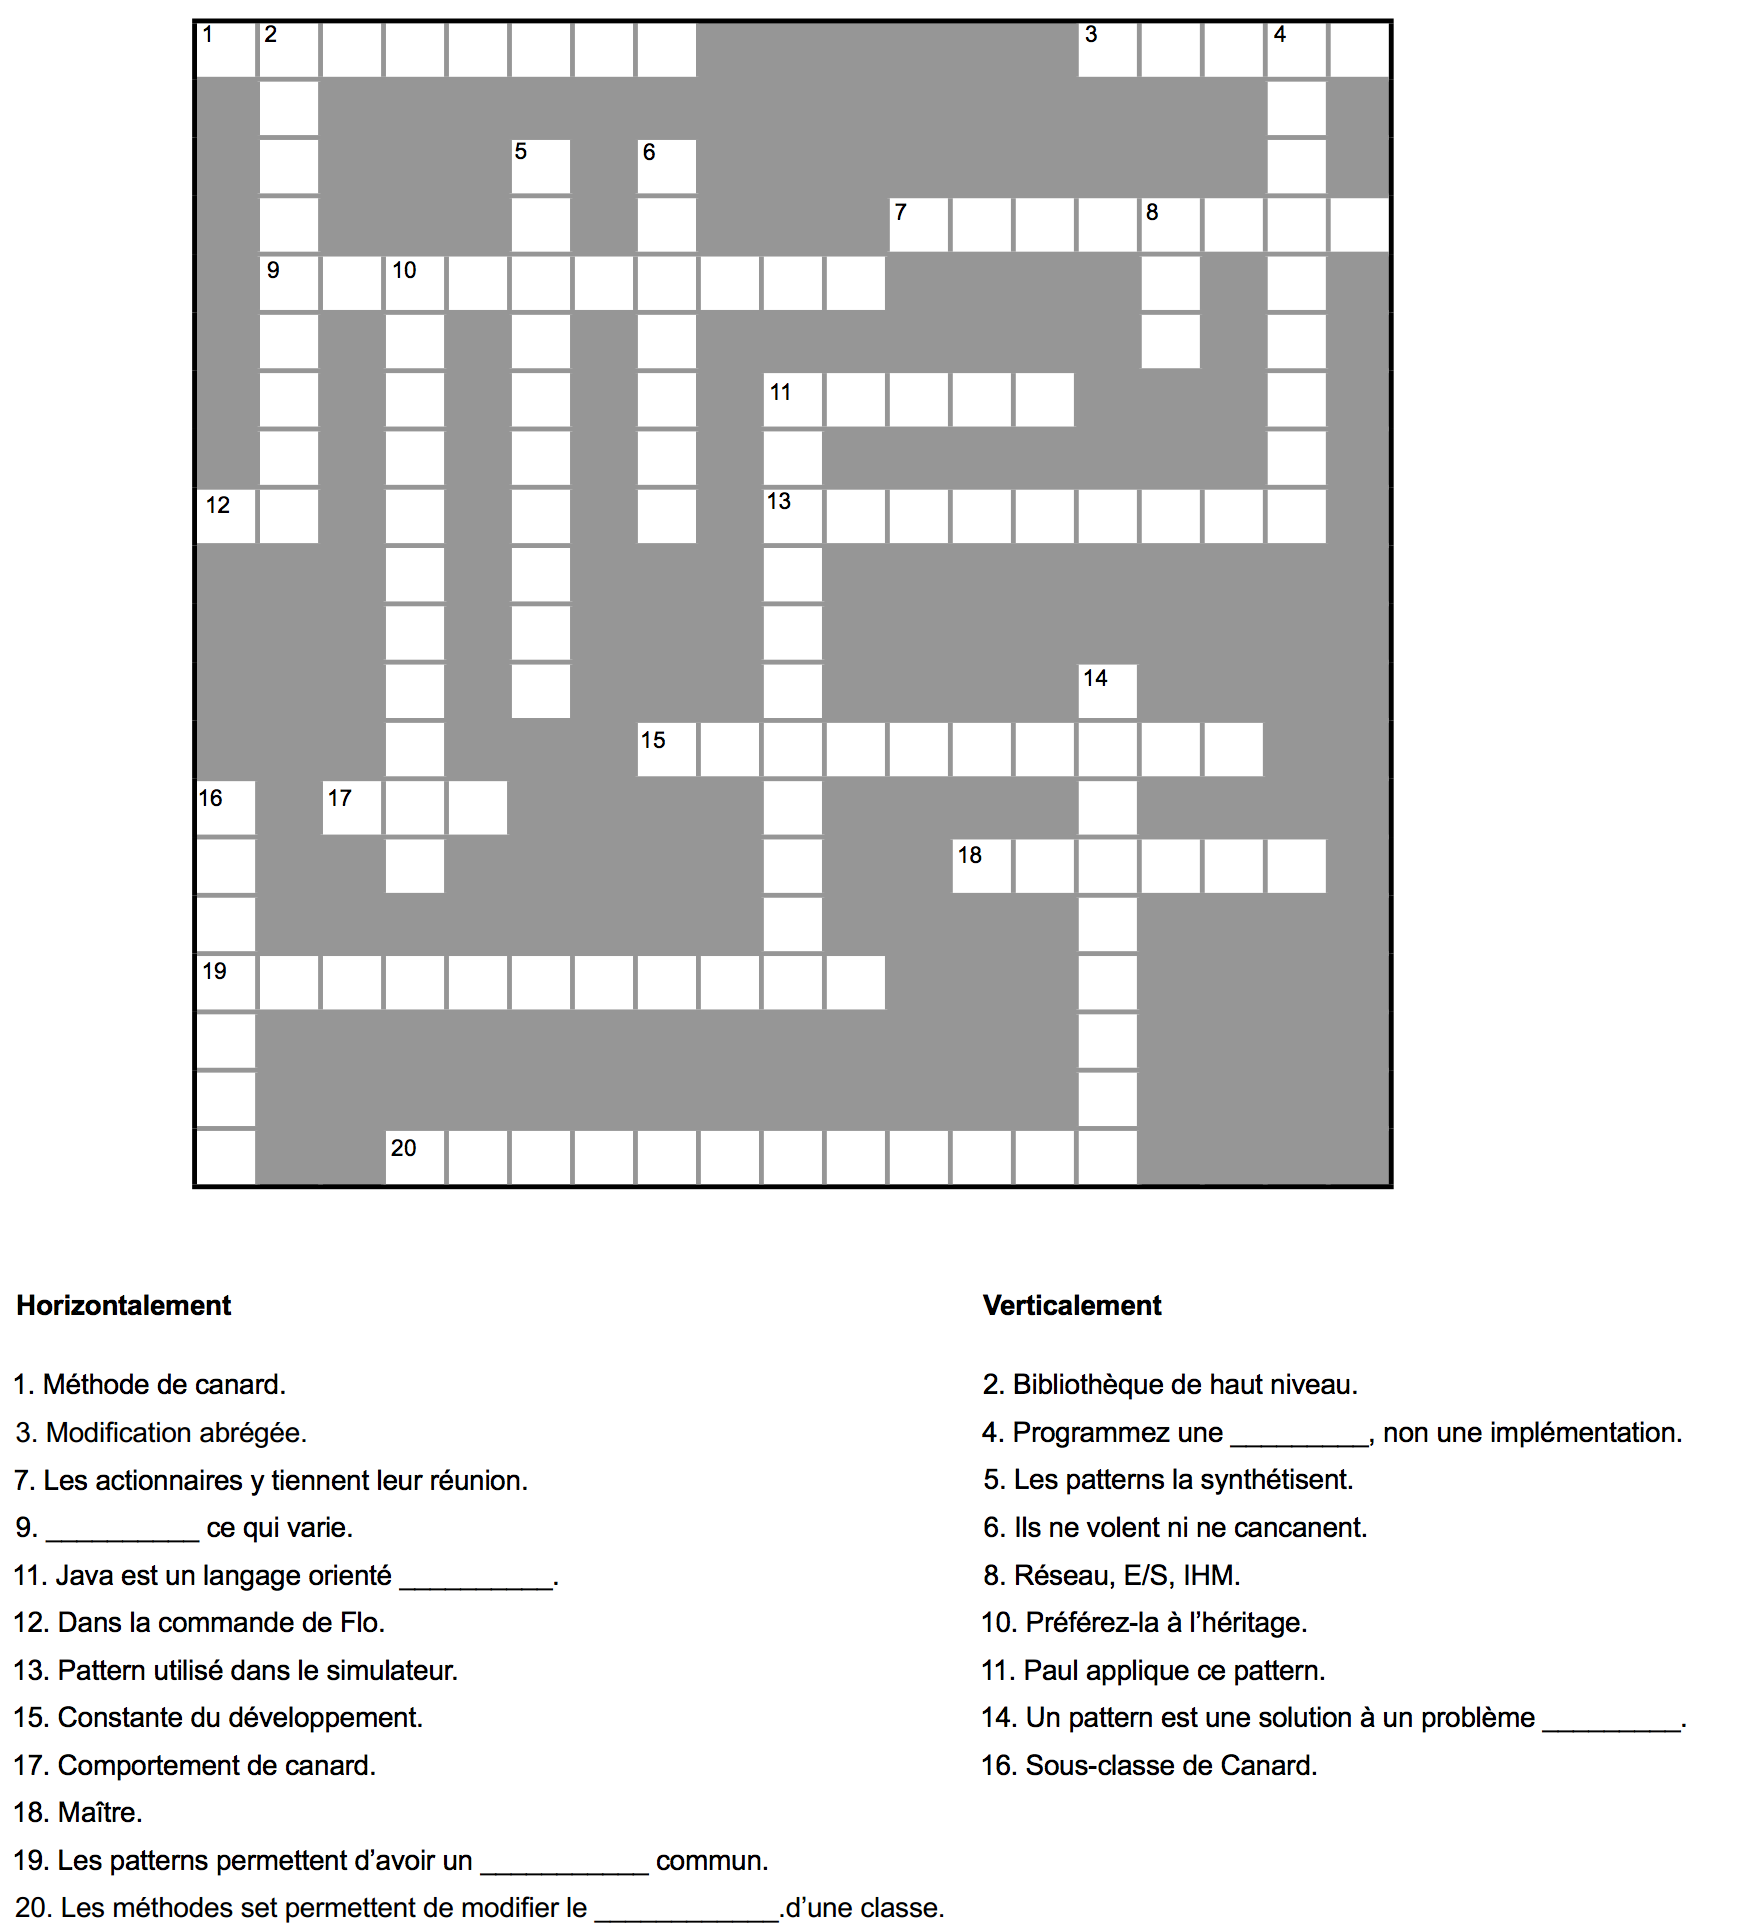 1 2 3 4
5 6
7 8
9 10
11
12 13
14
15
16 17
18
19
20
Horizontalement
1. Méthode de canard.
3. Modification abrégée.
7. Les actionnaires y tiennent leur réunion.
9. __________ ce qui varie.
11. Java est un langage orienté __________.
12. Dans la commande de Flo.
13. Pattern utilisé dans le simulateur.
15. Constante du développement.
17. Comportement de canard.
18. Maître.
19. Les patterns permettent d’avoir un ___________ commun.
20. Les méthodes set permettent de modifier le ____________.d’une classe.
Verticalement
2. Bibliothèque de haut niveau.
4. Programmez une _________, non une implémentation.
5. Les patterns la synthétisent.
6. Ils ne volent ni ne cancanent.
8. Réseau, E/S, IHM.
10. Préférez-la à l’héritage.
11. Paul applique ce pattern.
14. Un pattern est une solution à un problème _________.
16. Sous-classe de Canard.